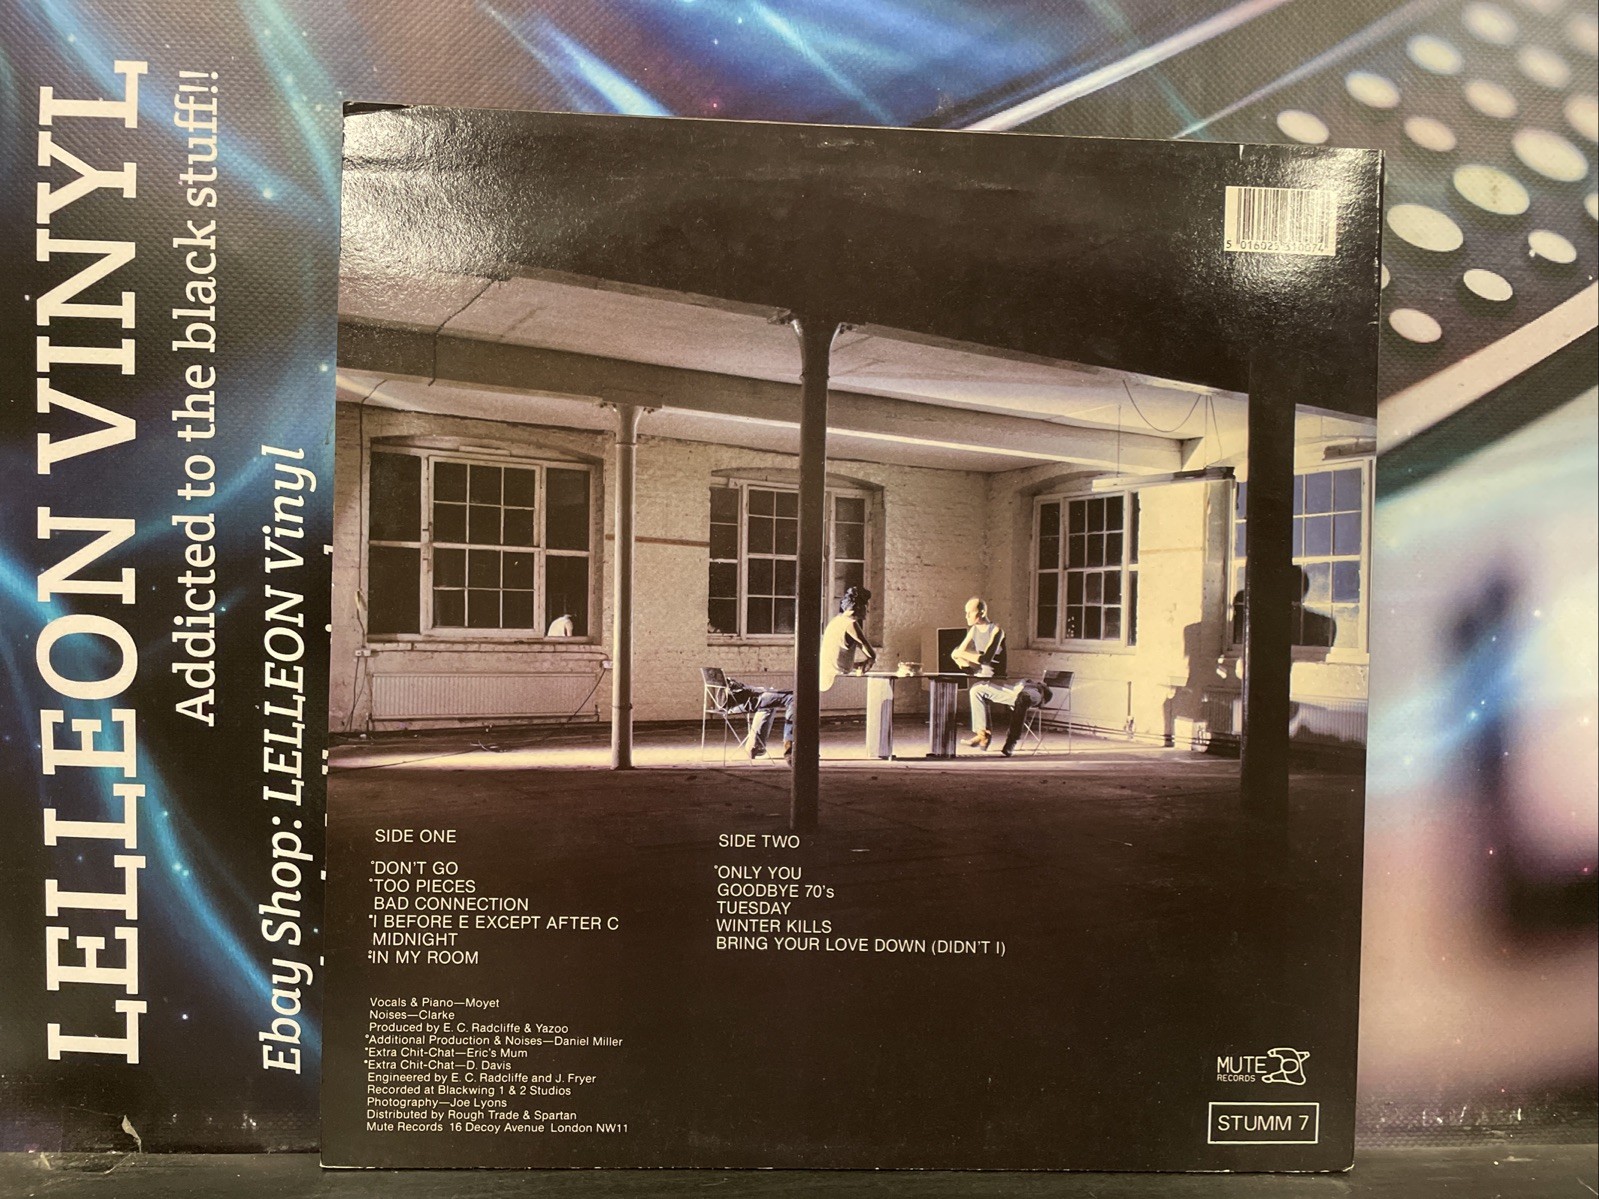 LELLEON VINYL
Addicted to the black stuff!!
Ebay Shop: LELLEON Vinyl
SIDE ONE
°DON'T GO
°TOO PIECES
BAD CONNECTION
°I BEFORE E EXCEPT AFTER C
MIDNIGHT
IN MY ROOM
SIDE TWO
°ONLY YOU
GOODBYE 70's
TUESDAY
WINTER KILLS
BRING YOUR LOVE DOWN (DIDN'T I)
Vocals & Piano—Moyet
Noises—Clarke
Produced by E. C. Radcliffe & Yazoo
°Additional Production & Noises—Daniel Miller
°Extra Chit-Chat—Eric's Mum
°Extra Chit-Chat—D. Davis
Engineered by E. C. Radcliffe and J. Fryer
Recorded at Blackwing 1 & 2 Studios
Photography—Joe Lyons
Distributed by Rough Trade & Spartan
Mute Records 16 Decoy Avenue London NW11
MUTE
RECORDS
STUMM 7